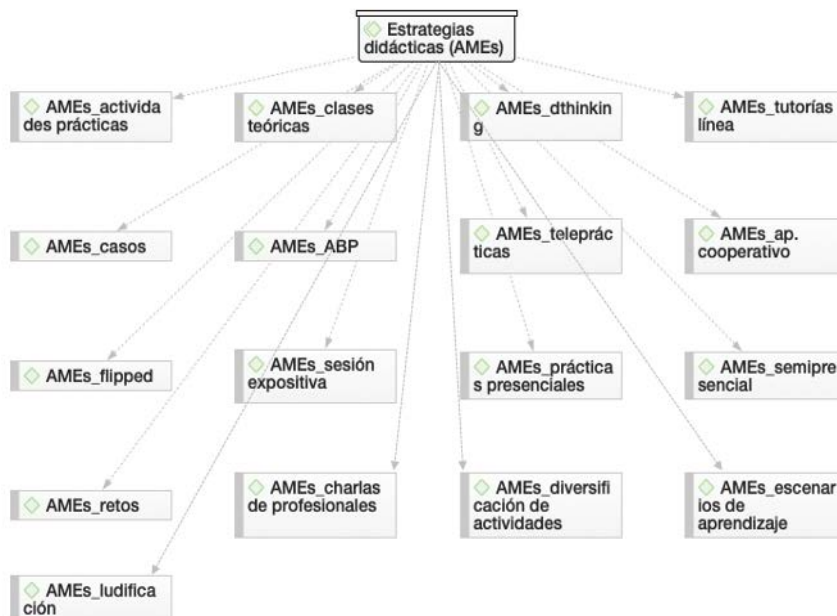 Estrategias
didácticas (AMEs)
AMEs_activida
des prácticas
AMEs_clases
teóricas
AMEs_dthinkin
g
AMEs_tutorías
línea
AMEs_casos
AMEs_ABP
AMEs_teleprác
ticas
AMEs_ap.
cooperativo
AMEs_flipped
AMEs_sesión
expositiva
AMEs_práctica
s presenciales
AMEs_semipre
sencial
AMEs_retos
AMEs_charlas
de profesionales
AMEs_diversifi
cación de
actividades
AMEs_escenar
ios de
aprendizaje
AMEs_ludifica
ción